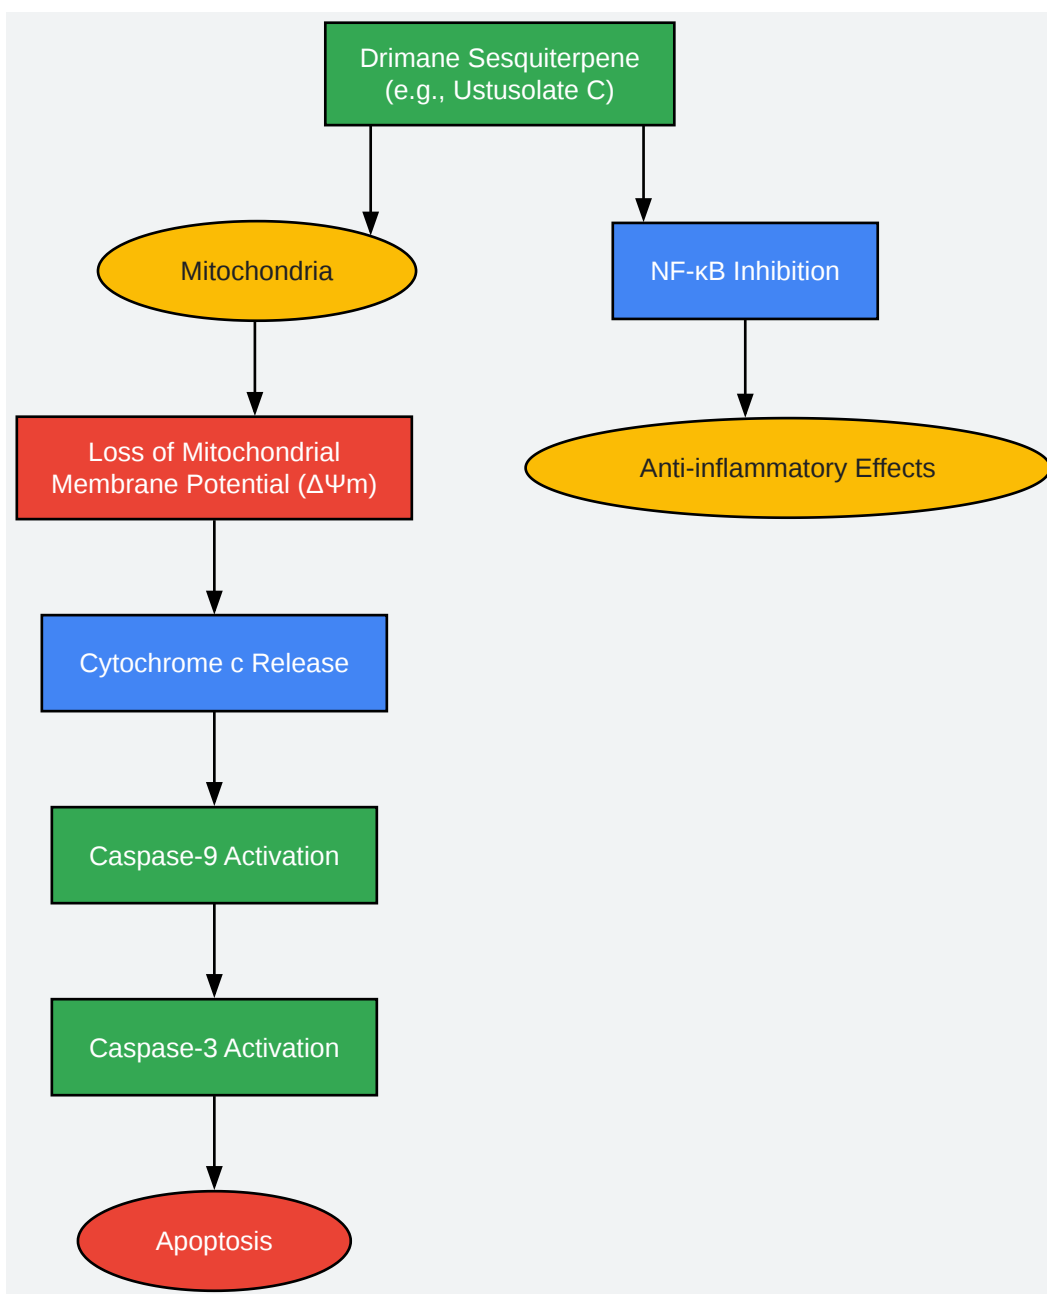 Drimane Sesquiterpene
(e.g., Ustusolate C)
Mitochondria
NF-κB Inhibition
Loss of Mitochondrial
Membrane Potential (ΔΨm)
Anti-inflammatory Effects
Cytochrome c Release
Caspase-9 Activation
Caspase-3 Activation
Apoptosis